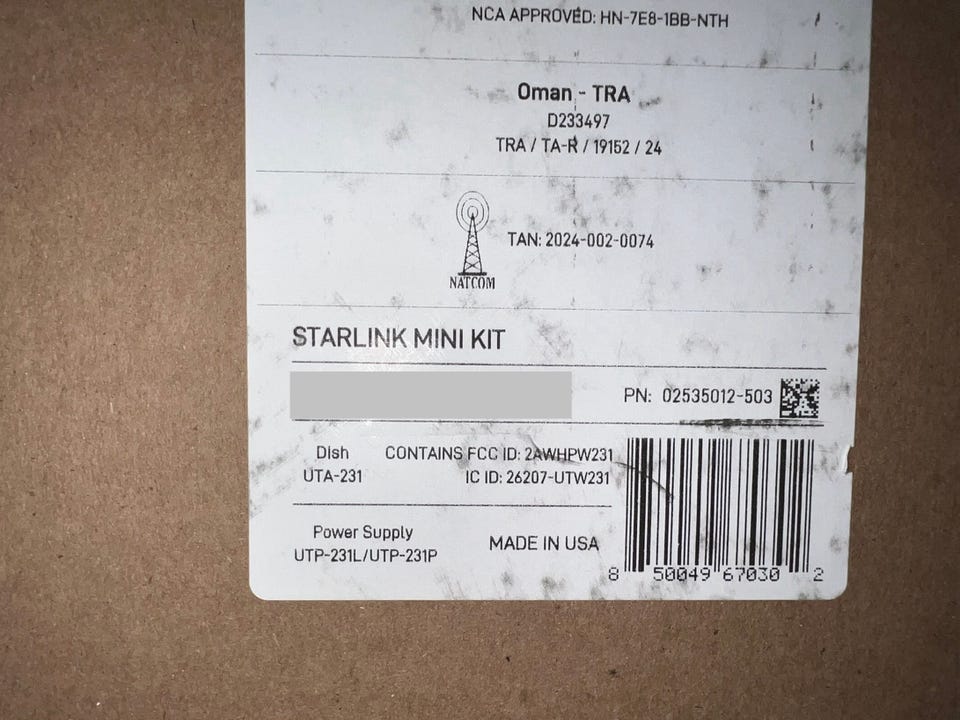 NCA APPROVED: HN-7E8-1BB-NTH
Oman - TRA
D233497
TRA / TA-R / 19152 / 24
TAN: 2024-002-0074
NATCOM
STARLINK MINI KIT
PN: 02535012-503
Dish
UTA-231
CONTAINS FCC ID: 2AWHPW231
IC ID: 26207-UTW231
Power Supply
UTP-231L/UTP-231P
MADE IN USA
8 50049 67030 2